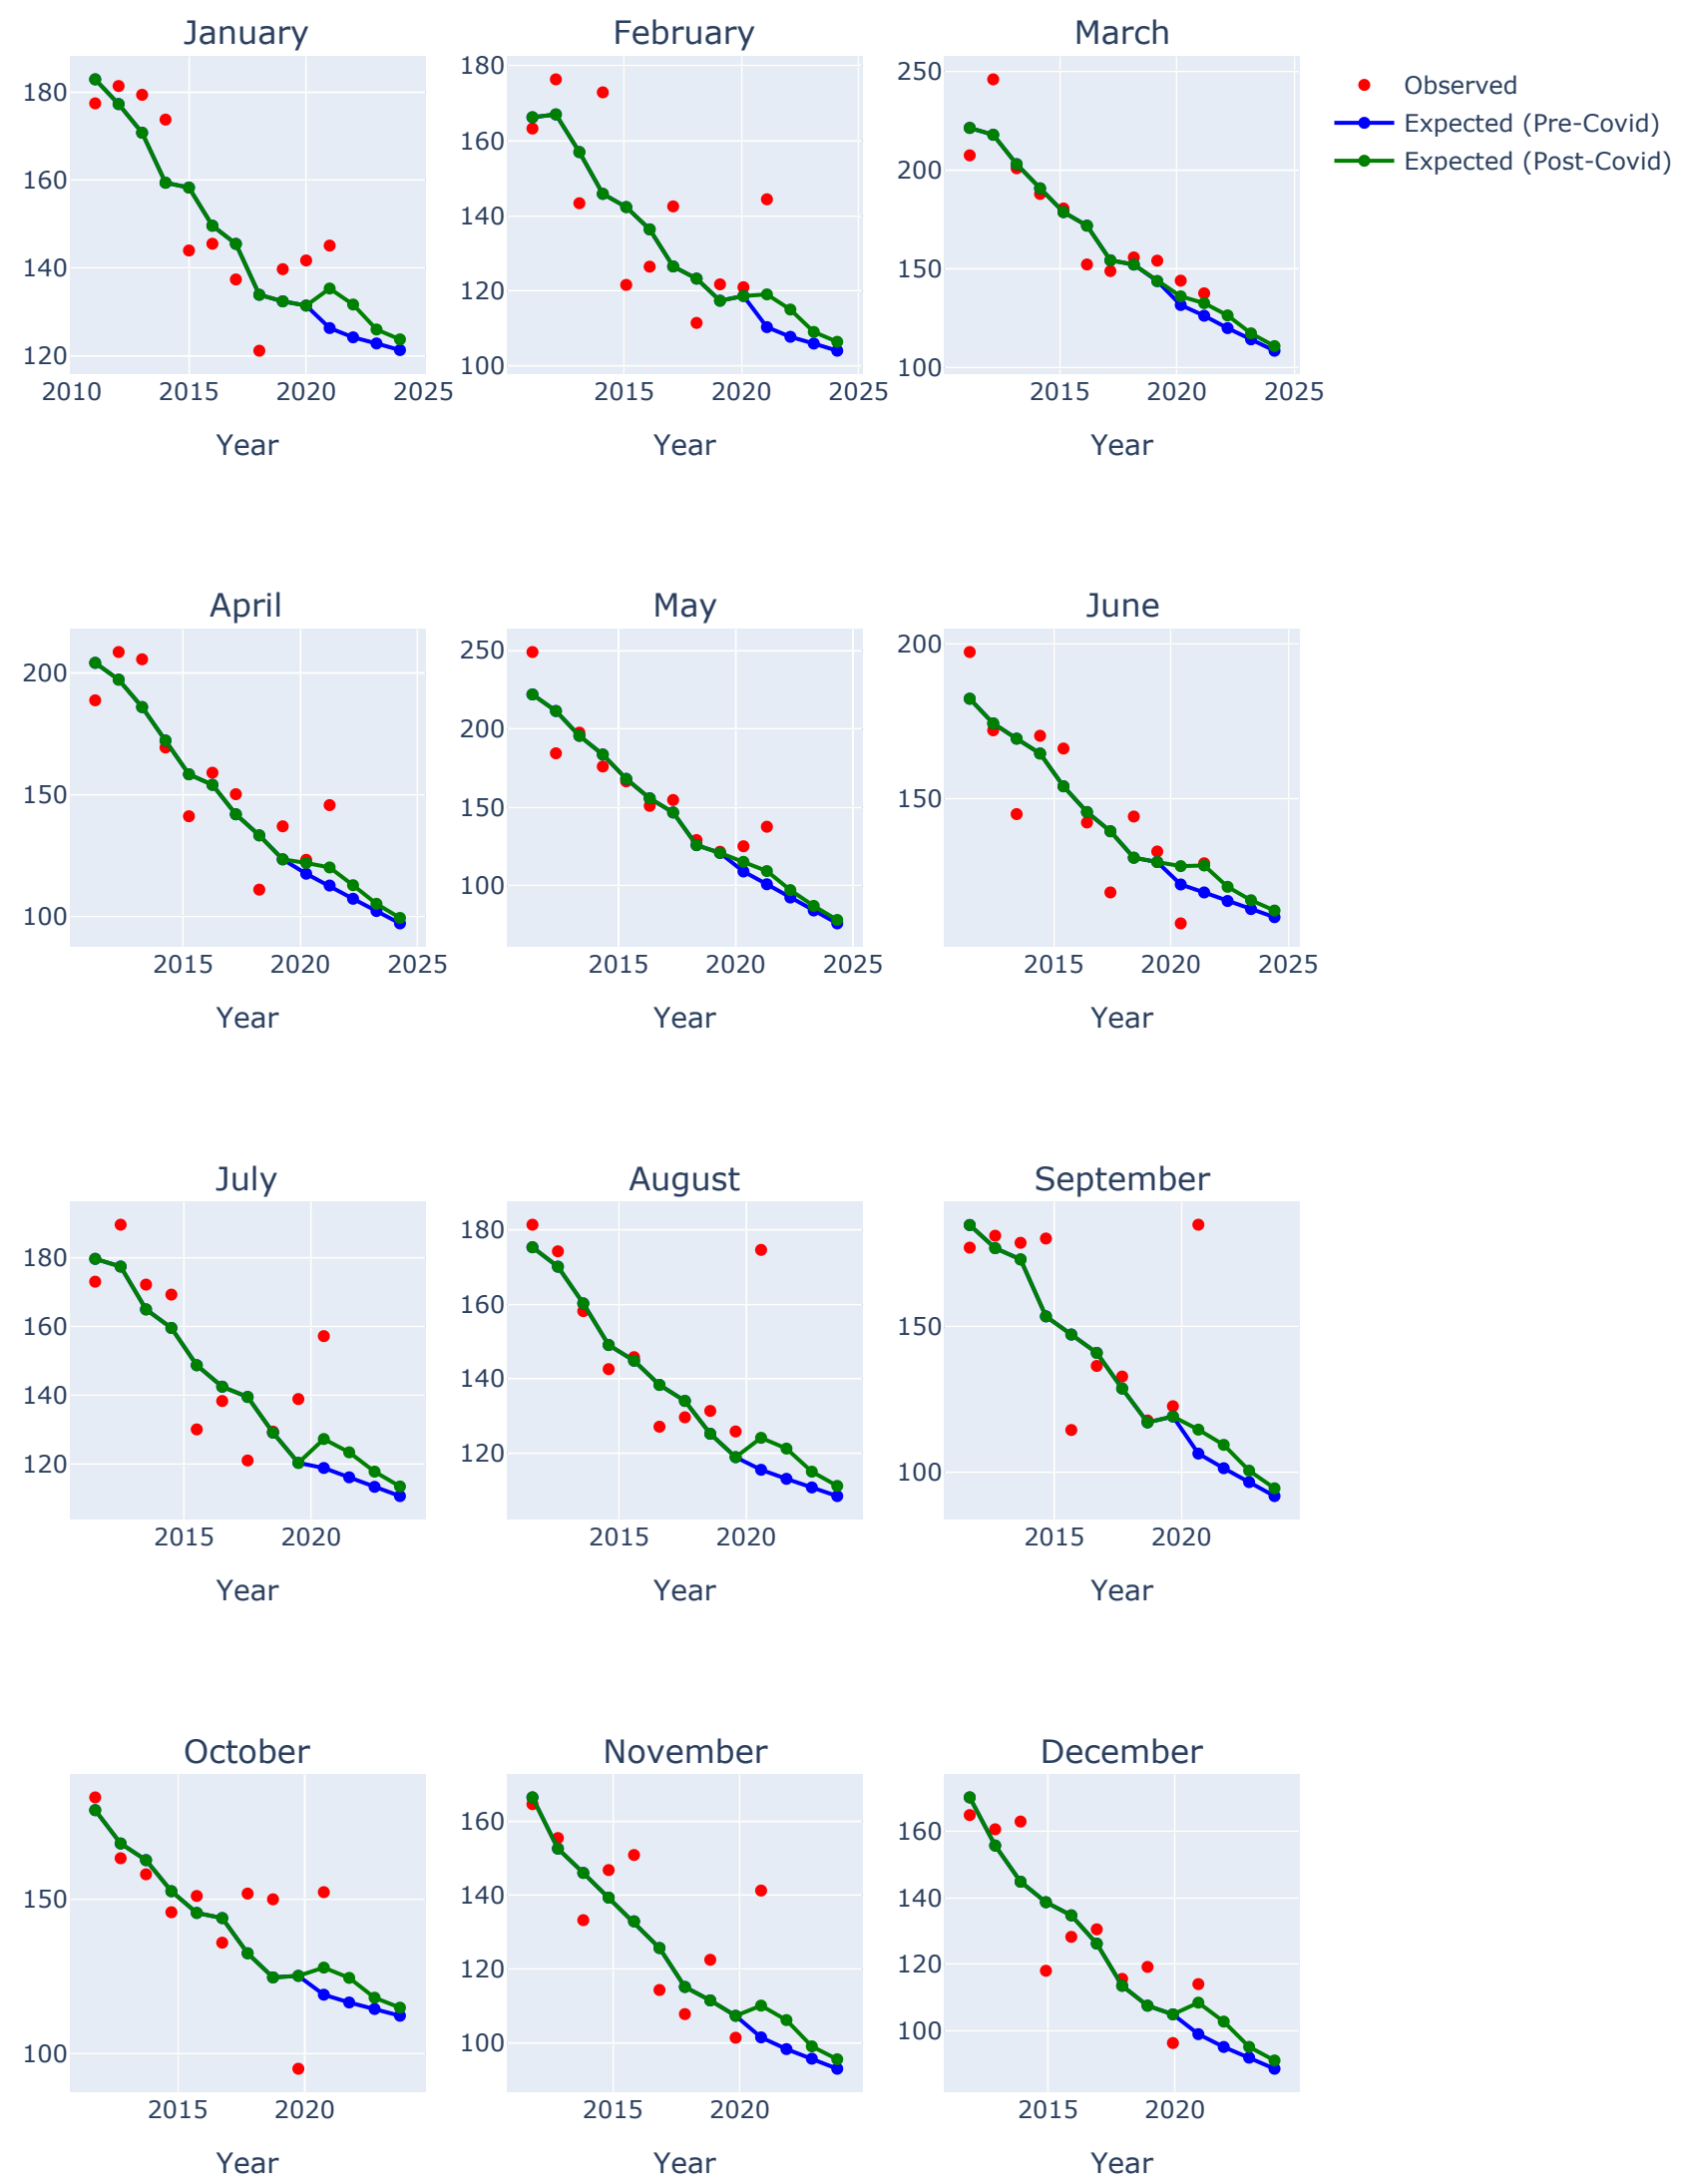 January
February
March
180
160
140
120
2010
2015
2020
2025
Year
180
160
140
120
100
2015
2020
2025
Year
250
200
150
100
2015
2020
2025
Year
Observed
Expected (Pre-Covid)
Expected (Post-Covid)
April
May
June
200
150
100
2015
2020
2025
Year
250
200
150
100
2015
2020
2025
Year
200
150
2015
2020
2025
Year
July
August
September
180
160
140
120
2015
2020
Year
180
160
140
120
2015
2020
Year
150
100
2015
2020
Year
October
November
December
150
100
2015
2020
Year
160
140
120
100
2015
2020
Year
160
140
120
100
2015
2020
Year